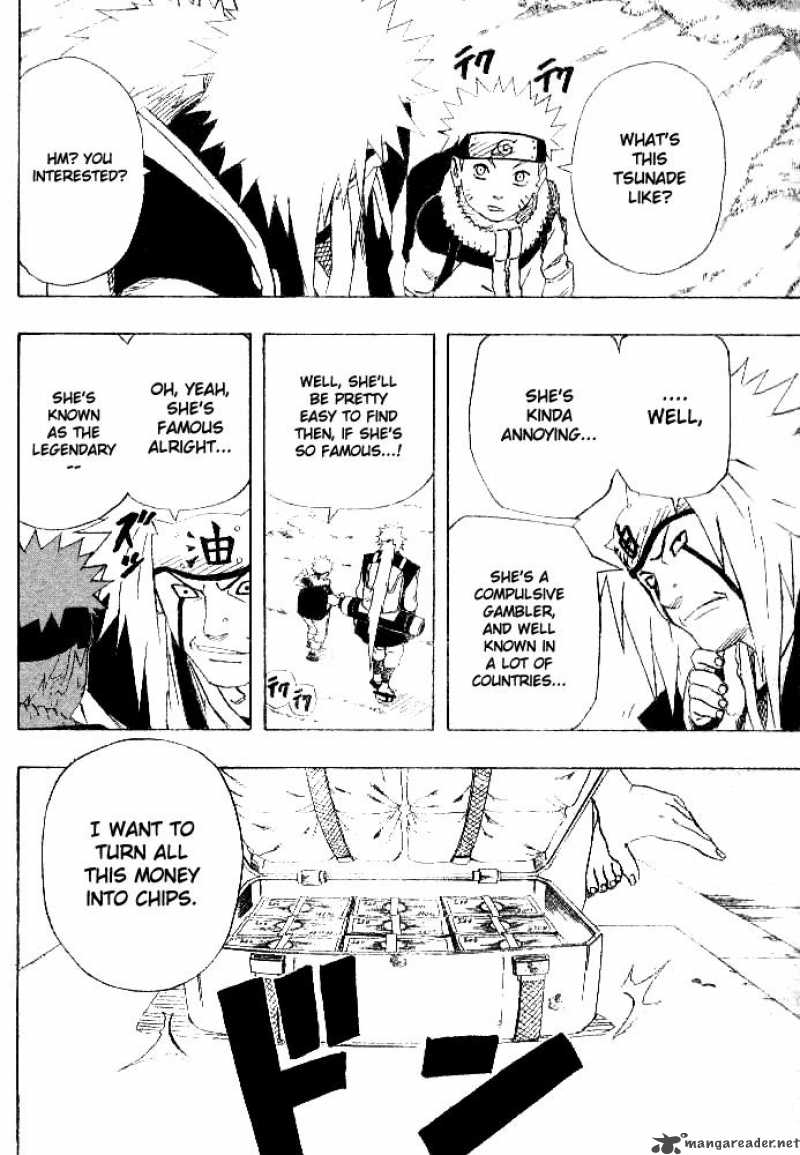 テク
テク
WHAT'S
THIS
TSUNADE
LIKE?
HM? YOU
INTERESTED?
....
WELL,
SHE'S
KINDA
ANNOYING...
SHE'S A
COMPULSIVE
GAMBLER,
AND WELL
KNOWN IN
A LOT OF
COUNTRIES...
WELL, SHE'LL
BE PRETTY
EASY TO FIND
THEN, IF SHE'S
SO FAMOUS...!
テク
テク
OH, YEAH,
SHE'S
FAMOUS
ALRIGHT...
SHE'S
KNOWN
AS THE
LEGENDARY
--
ズイ
油
I WANT TO
TURN ALL
THIS MONEY
INTO CHIPS.
ドン
mangareader.net